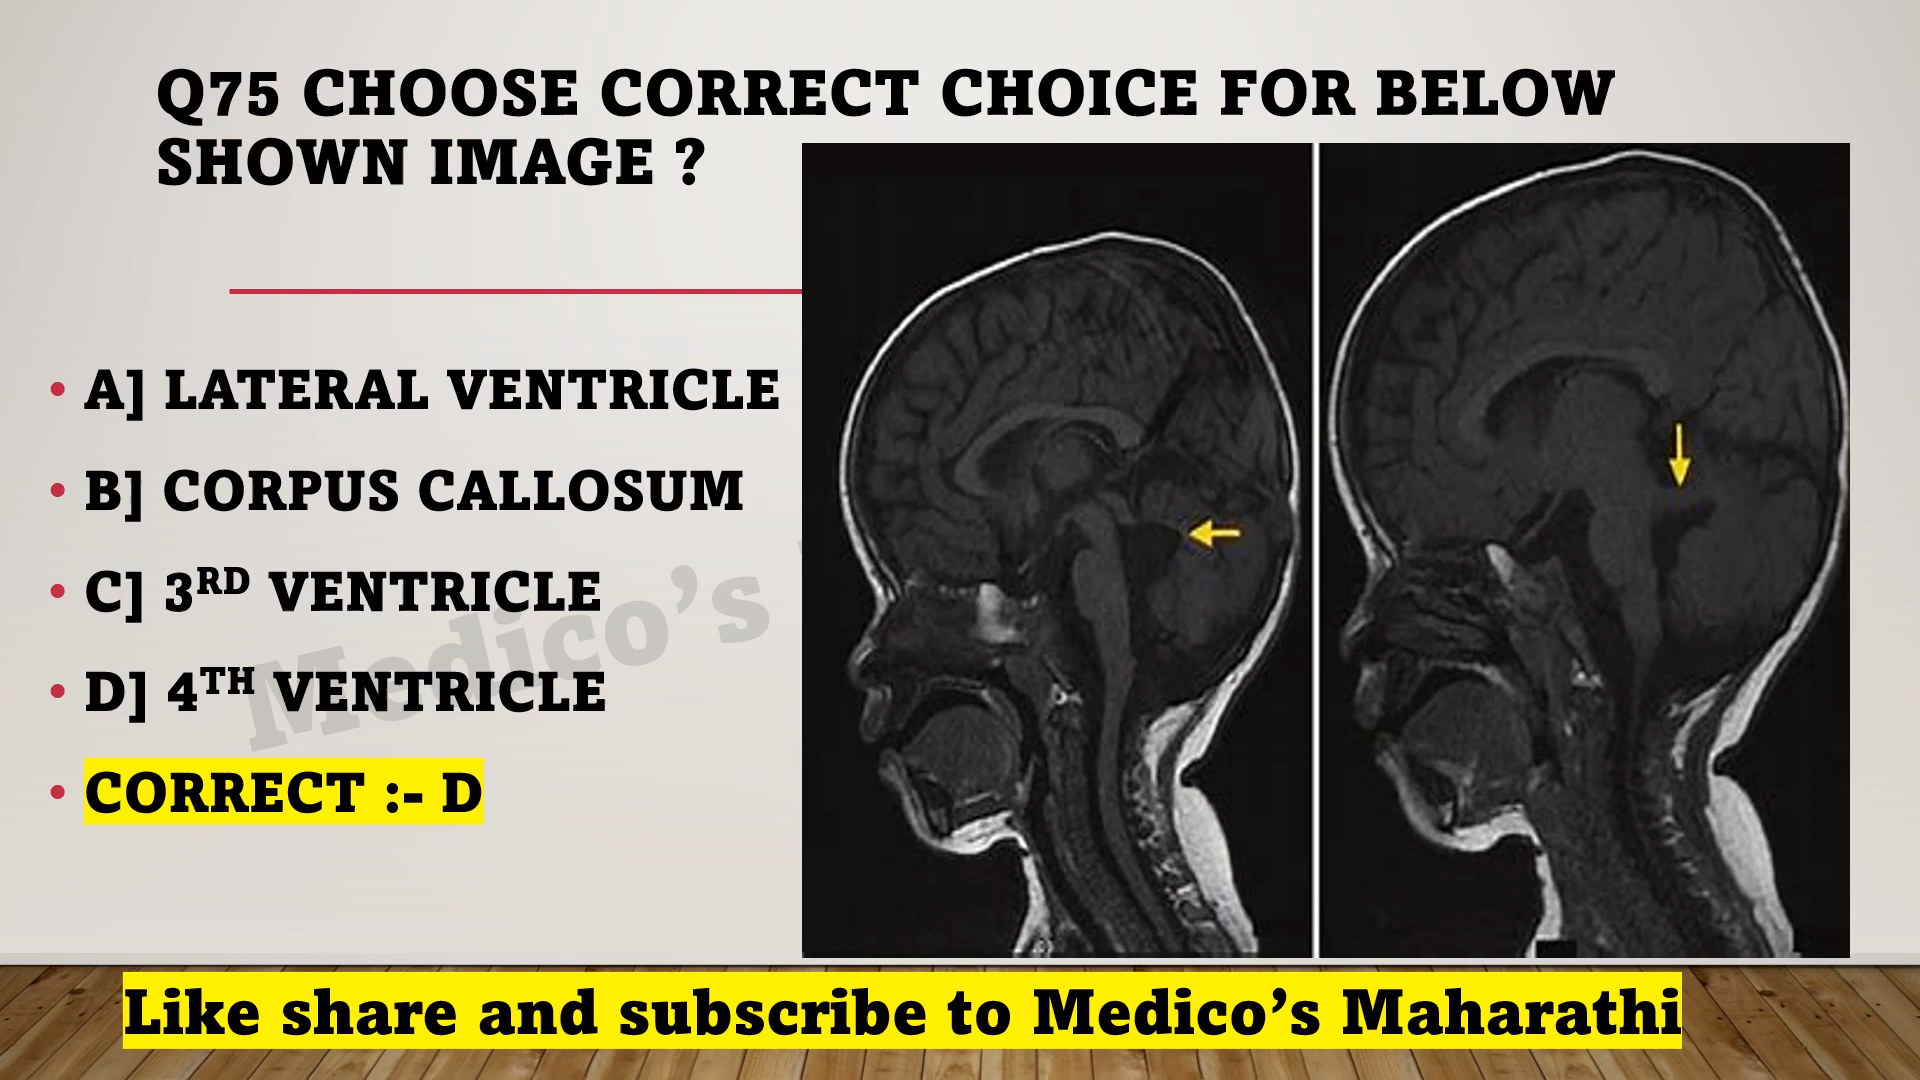 Q75 CHOOSE CORRECT CHOICE FOR BELOW
SHOWN IMAGE ?
• A] LATERAL VENTRICLE
• B] CORPUS CALLOSUM
• C] 3RD VENTRICLE
• D] 4TH VENTRICLE
Medico's
• CORRECT :- D
Like share and subscribe to Medico's Maharathi